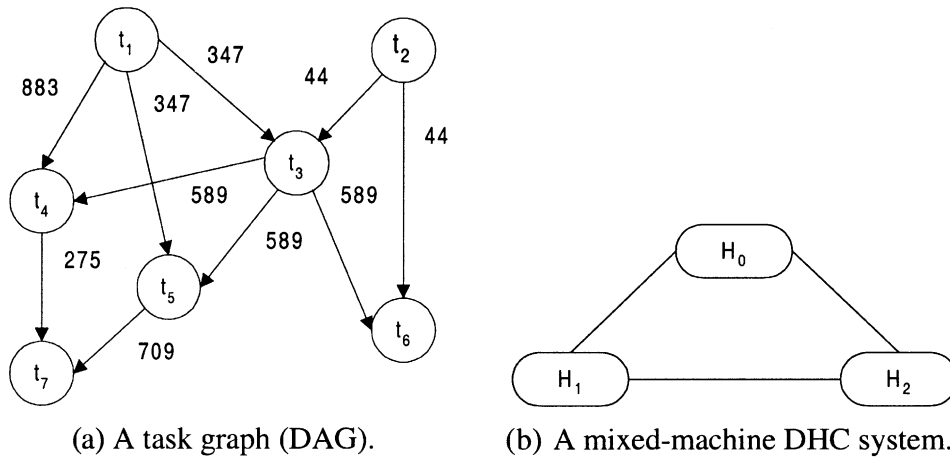 t1
t2
347
44
883
347
44
t3
t4
589
589
589
275
t5
t6
709
t7
H0
H1
H2
(a) A task graph (DAG).
(b) A mixed-machine DHC system.